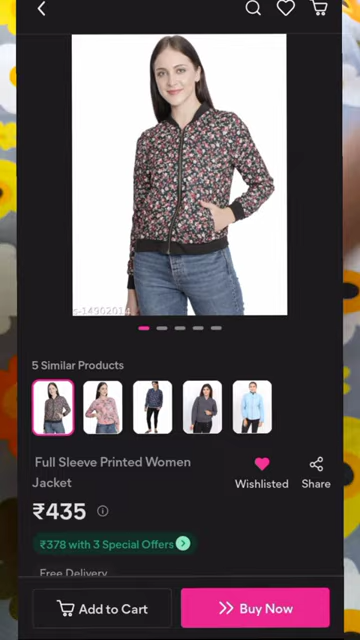 s-14902014
5 Similar Products
Full Sleeve Printed Women
Jacket
Wishlisted
Share
₹435
₹378 with 3 Special Offers
Free Delivery
Add to Cart
Buy Now